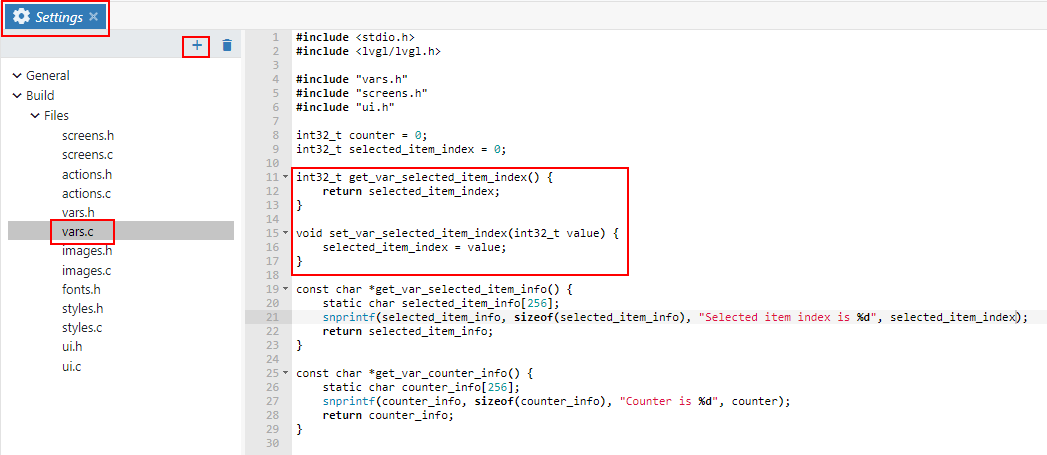 Settings ×
+
General
Build
Files
screens.h
screens.c
actions.h
actions.c
vars.h
vars.c
images.h
images.c
fonts.h
styles.h
styles.c
ui.h
ui.c
1 #include <stdio.h>
2 #include <lvgl/lvgl.h>
3
4 #include "vars.h"
5 #include "screens.h"
6 #include "ui.h"
7
8 int32_t counter = 0;
9 int32_t selected_item_index = 0;
10
11 int32_t get_var_selected_item_index() {
12     return selected_item_index;
13 }
14
15 void set_var_selected_item_index(int32_t value) {
16     selected_item_index = value;
17 }
18
19 const char *get_var_selected_item_info() {
20     static char selected_item_info[256];
21     snprintf(selected_item_info, sizeof(selected_item_info), "Selected item index is %d", selected_item_index);
22     return selected_item_info;
23 }
24
25 const char *get_var_counter_info() {
26     static char counter_info[256];
27     snprintf(counter_info, sizeof(counter_info), "Counter is %d", counter);
28     return counter_info;
29 }
30